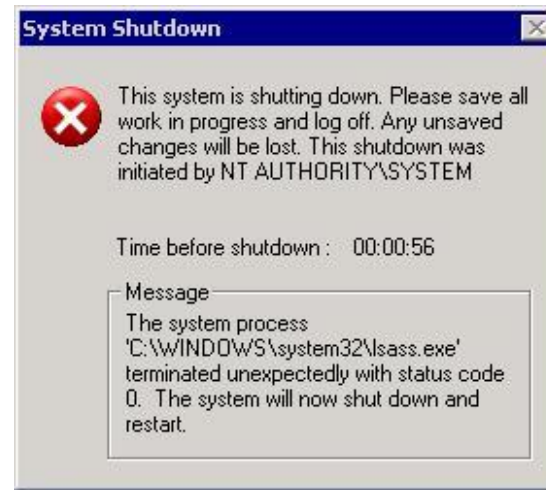 System Shutdown
This system is shutting down. Please save all
work in progress and log off. Any unsaved
changes will be lost. This shutdown was
initiated by NT AUTHORITY\SYSTEM
Time before shutdown : 00:00:56
Message
The system process
'C:\WINDOWS\system32\lsass.exe'
terminated unexpectedly with status code
0. The system will now shut down and
restart.